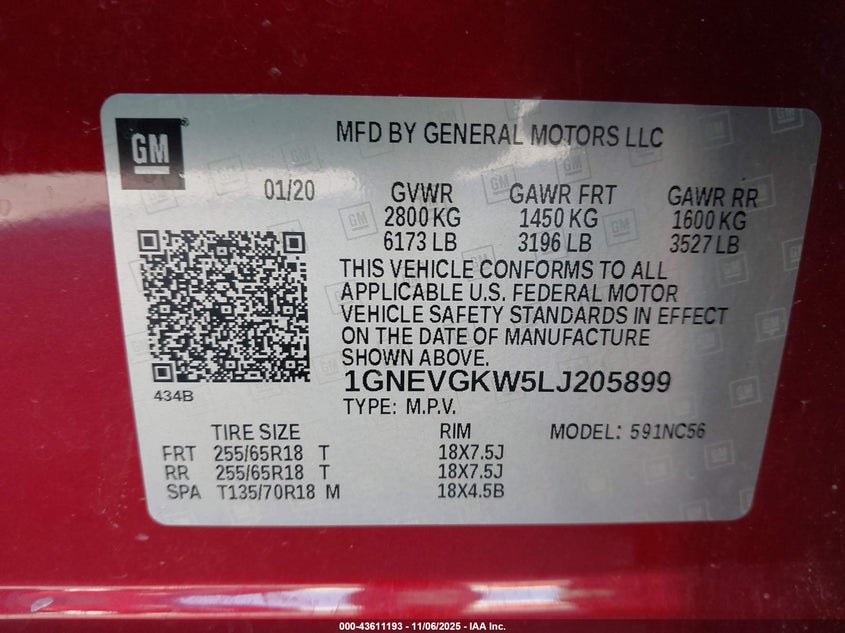 GM
MFD BY GENERAL MOTORS LLC
01/20 GVWR GAWR FRT GAWR RR
2800 KG 1450 KG 1600 KG
6173 LB 3196 LB 3527 LB
THIS VEHICLE CONFORMS TO ALL
APPLICABLE U.S. FEDERAL MOTOR
VEHICLE SAFETY STANDARDS IN EFFECT
ON THE DATE OF MANUFACTURE
SHOWN ABOVE.
434B
1GNEVGKW5LJ205899
TYPE: M.P.V.
TIRE SIZE RIM MODEL: 591NC56
FRT 255/65R18 T 18X7.5J
RR 255/65R18 T 18X7.5J
SPA T135/70R18 M 18X4.5B
000-43611193 - 11/06/2025 - IAA Inc.